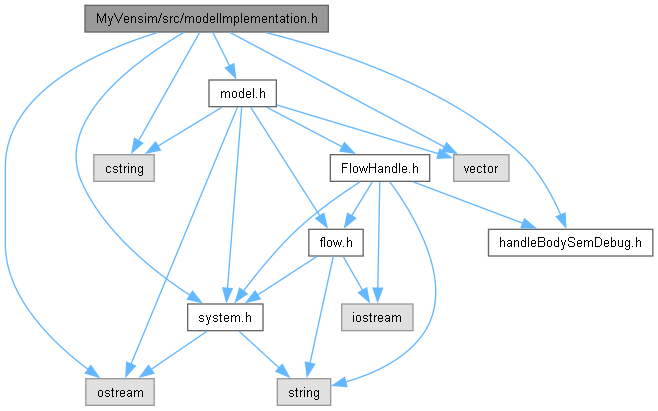 MyVensim/src/modelImplementation.h
model.h
cstring
FlowHandle.h
vector
flow.h
handleBodySemDebug.h
system.h
iostream
ostream
string